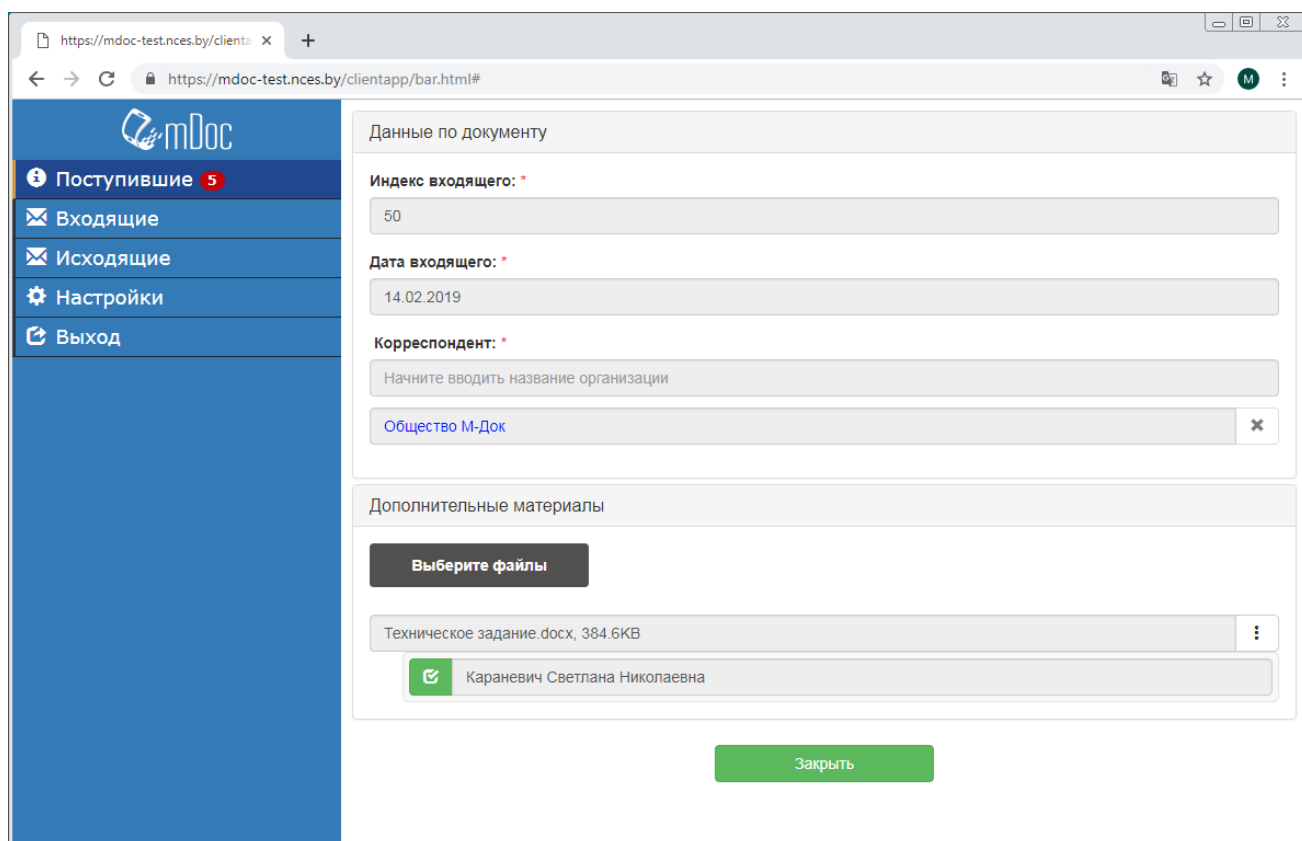 https://mdoc-test.nces.by/clienta
https://mdoc-test.nces.by/clientapp/bar.html#
M
mDoc
Поступившие 5
Входящие
Исходящие
Настройки
Выход
Данные по документу
Индекс входящего: *
50
Дата входящего: *
14.02.2019
Корреспондент: *
Начните вводить название организации
Общество М-Док
Дополнительные материалы
Выберите файлы
Техническое задание.docx, 384.6KB
Караневич Светлана Николаевна
Закрыть